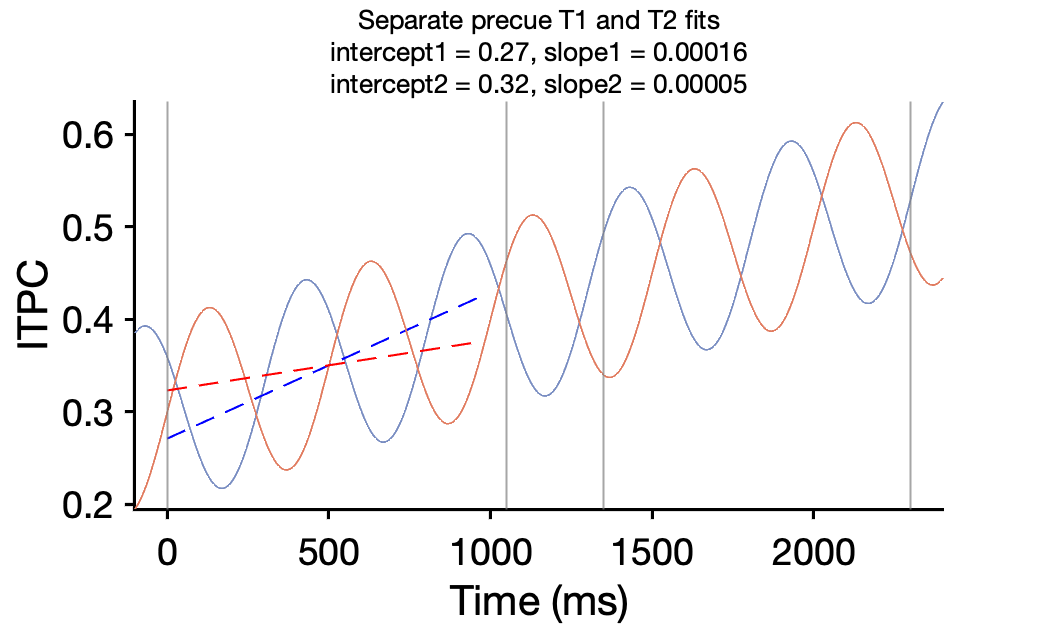 Separate precue T1 and T2 fits
intercept1 = 0.27, slope1 = 0.00016
intercept2 = 0.32, slope2 = 0.00005
0.6
0.5
0.4
0.3
0.2
ITPC
0 500 1000 1500 2000
Time (ms)